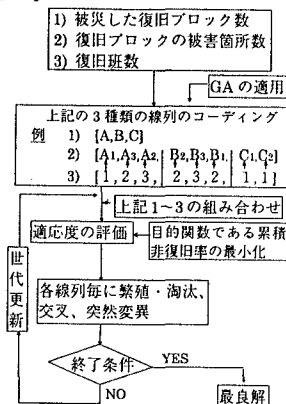 1) 被災した復旧ブロック数
2) 復旧ブロックの被害箇所数
3) 復旧班数
GAの適用
上記の3種類の線列のコーディング
例 1) {A,B,C}
2) [A1,A3,A2, B2,B3,B1, C1,C2]
3) [1,2,3, 2,3,2, 1,1]
上記1~3の組み合わせ
適応度の評価
目的関数である累積
非復旧率の最小化
世代更新
各線列毎に繁殖・淘汰、
交叉、突然変異
終了条件
YES
NO
最良解